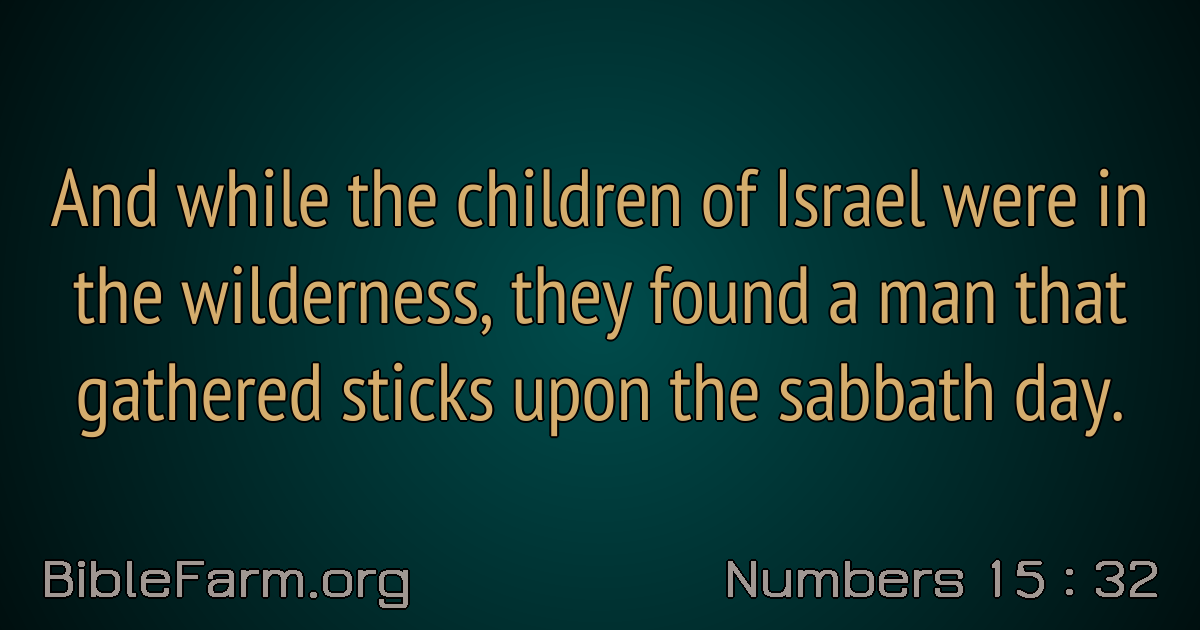 And while the children of Israel were in
the wilderness, they found a man that
gathered sticks upon the sabbath day.
BibleFarm.org
Numbers 15 : 32